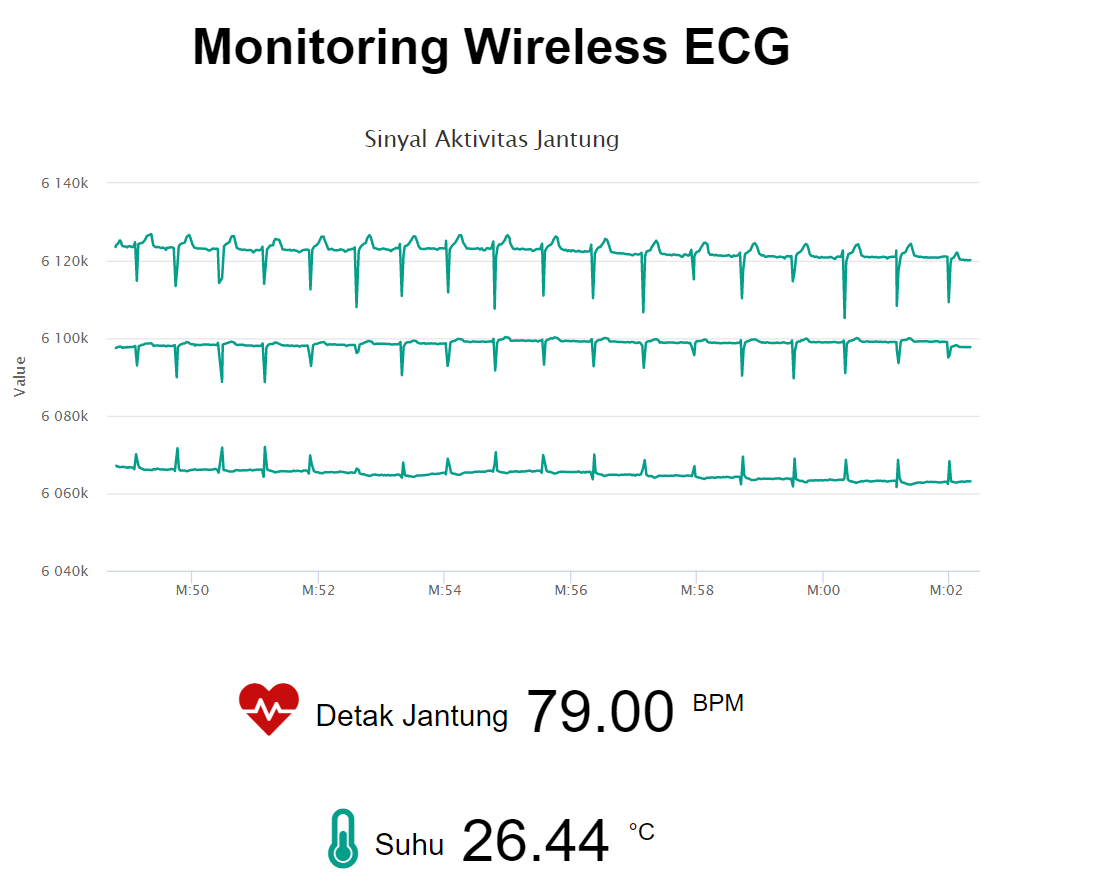 Monitoring Wireless ECG
Sinyal Aktivitas Jantung
6 140k
6 120k
6 100k
Value
6 080k
6 060k
6 040k
M:50 M:52 M:54 M:56 M:58 M:00 M:02
Detak Jantung 79.00 BPM
Suhu 26.44 °C